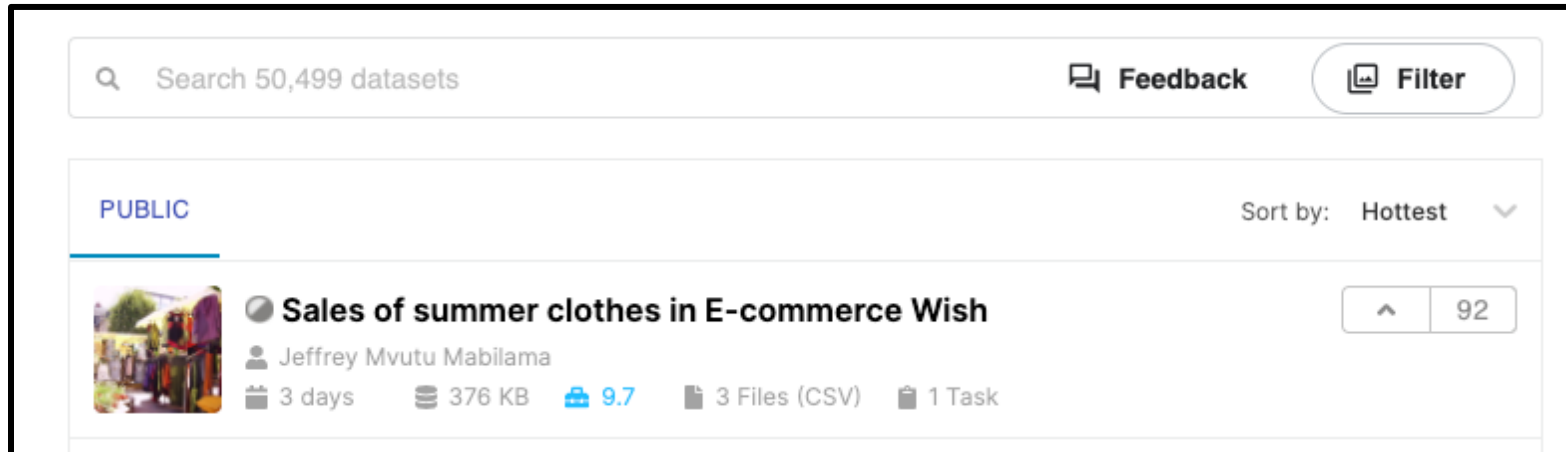 Search 50,499 datasets Feedback Filter
PUBLIC Sort by: Hottest
Sales of summer clothes in E-commerce Wish 92
Jeffrey Mvutu Mabilama
3 days 376 KB 9.7 3 Files (CSV) 1 Task